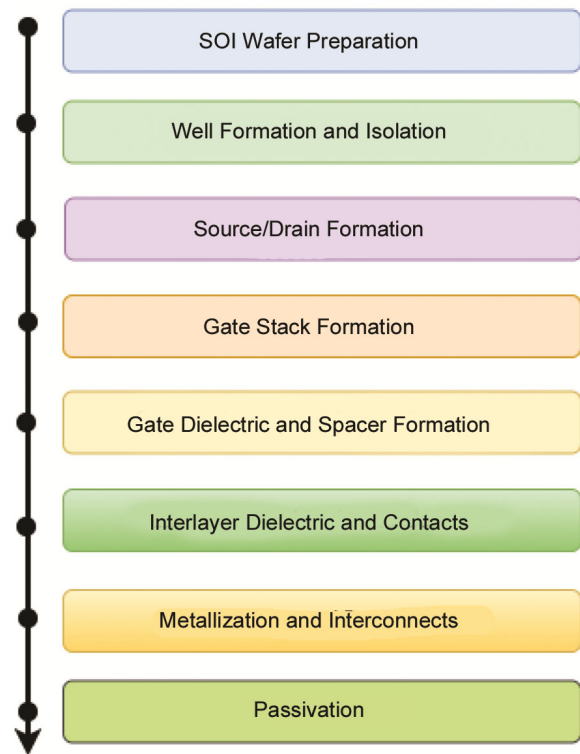 SOI Wafer Preparation
Well Formation and Isolation
Source/Drain Formation
Gate Stack Formation
Gate Dielectric and Spacer Formation
Interlayer Dielectric and Contacts
Metallization and Interconnects
Passivation